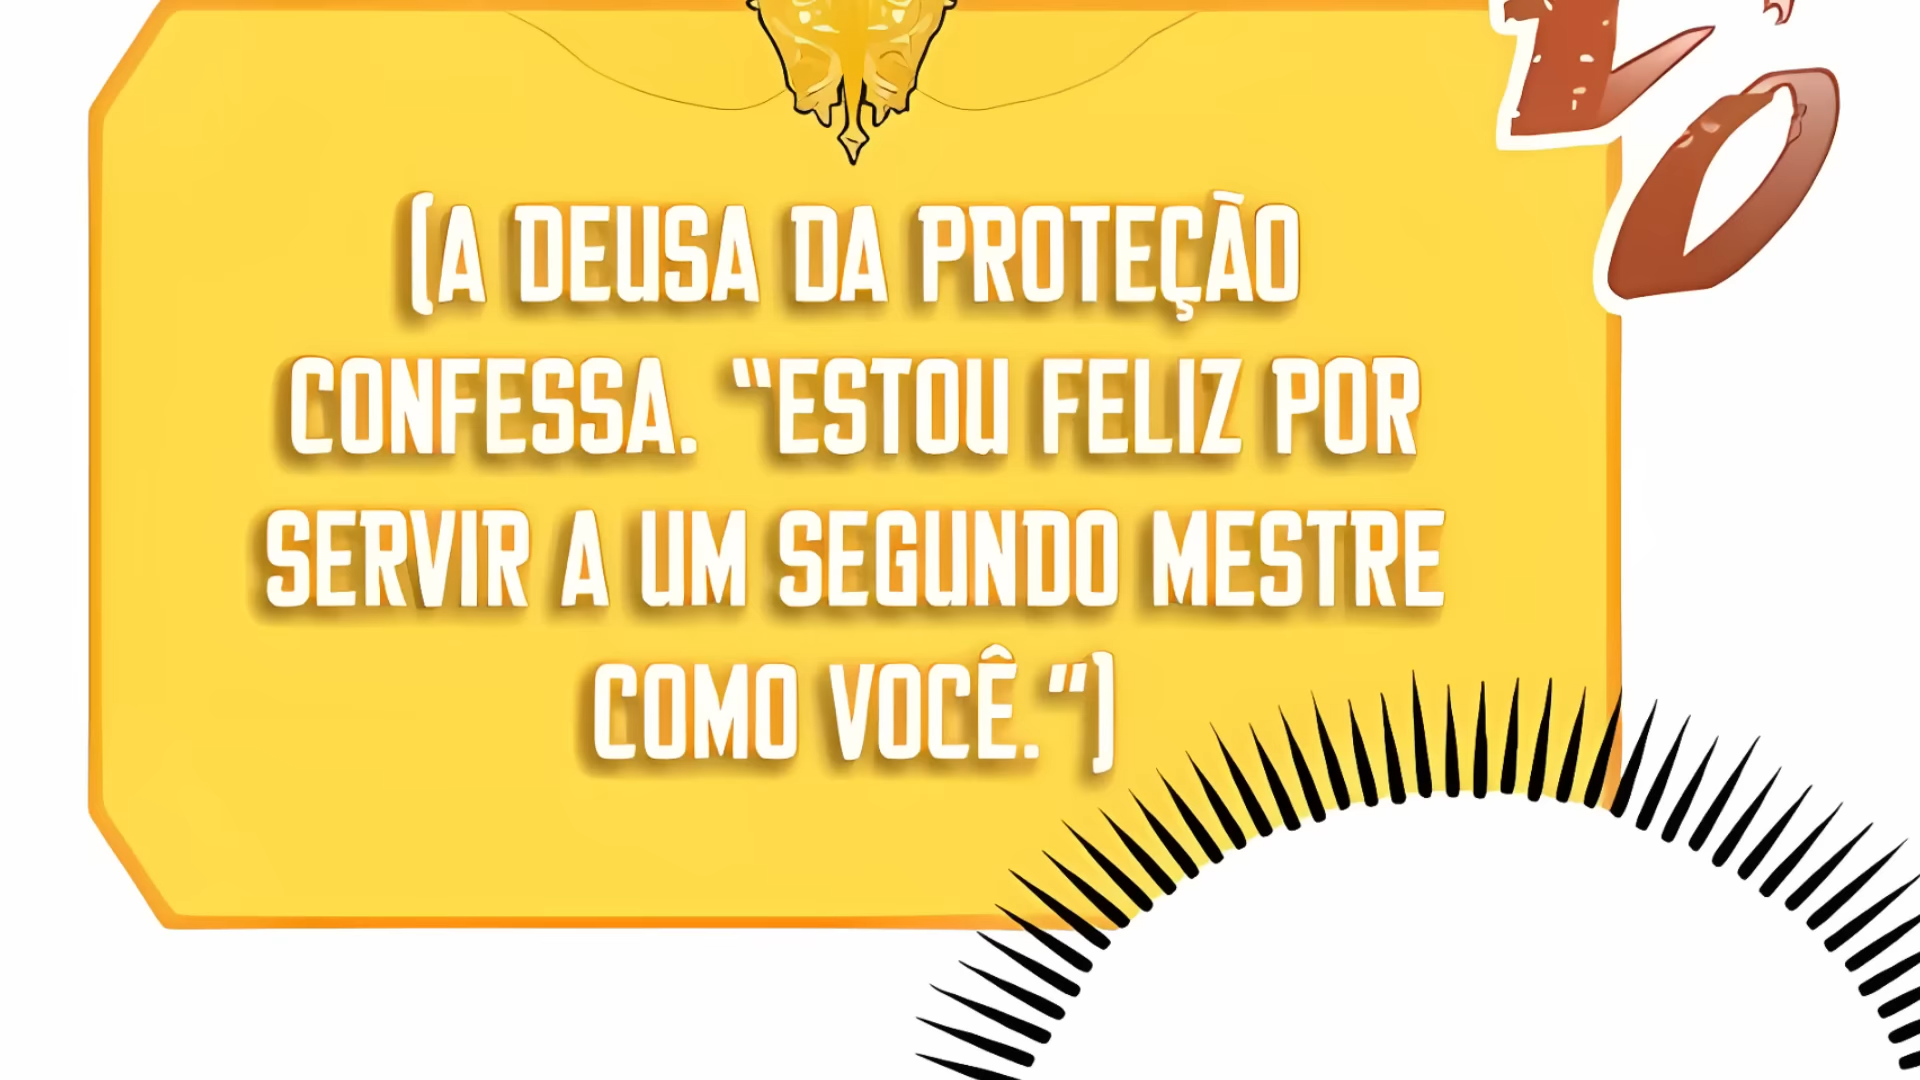 (A DEUSA DA PROTEÇÃO
CONFESSA. "ESTOU FELIZ POR
SERVIR A UM SEGUNDO MESTRE
COMO VOCÊ.")